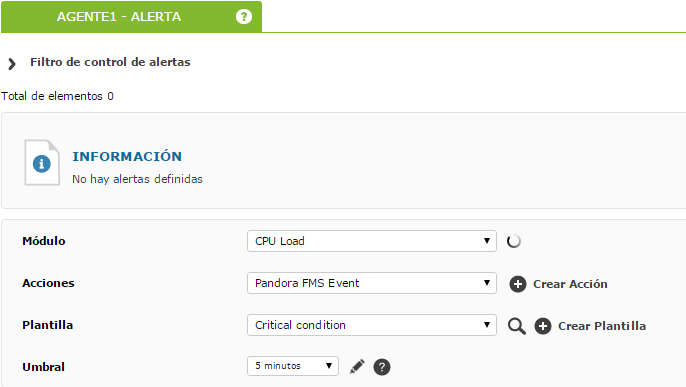 AGENTE1 - ALERTA ?
Filtro de control de alertas
Total de elementos 0
INFORMACIÓN
No hay alertas definidas
Módulo CPU Load
Acciones Pandora FMS Event Crear Acción
Plantilla Critical condition Crear Plantilla
Umbral 5 minutos ?